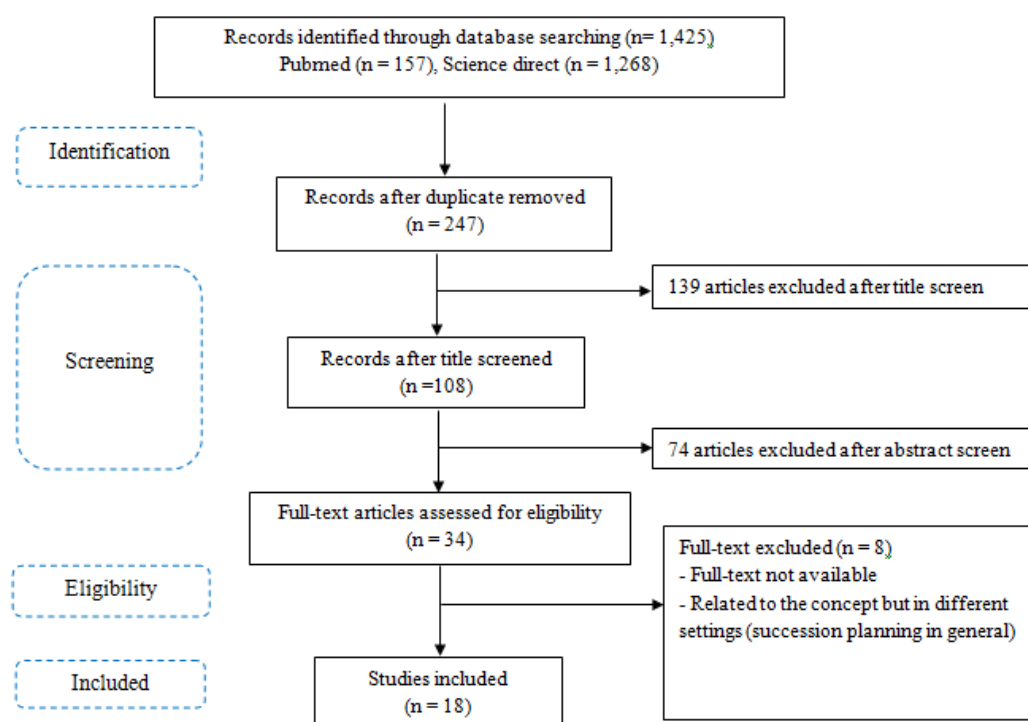 Records identified through database searching (n= 1,425)
Pubmed (n = 157), Science direct (n = 1,268)
Identification
Records after duplicate removed
(n = 247)
139 articles excluded after title screen
Screening
Records after title screened
(n =108)
74 articles excluded after abstract screen
Full-text articles assessed for eligibility
(n = 34)
Full-text excluded (n = 8)
- Full-text not available
- Related to the concept but in different
settings (succession planning in general)
Eligibility
Included
Studies included
(n = 18)